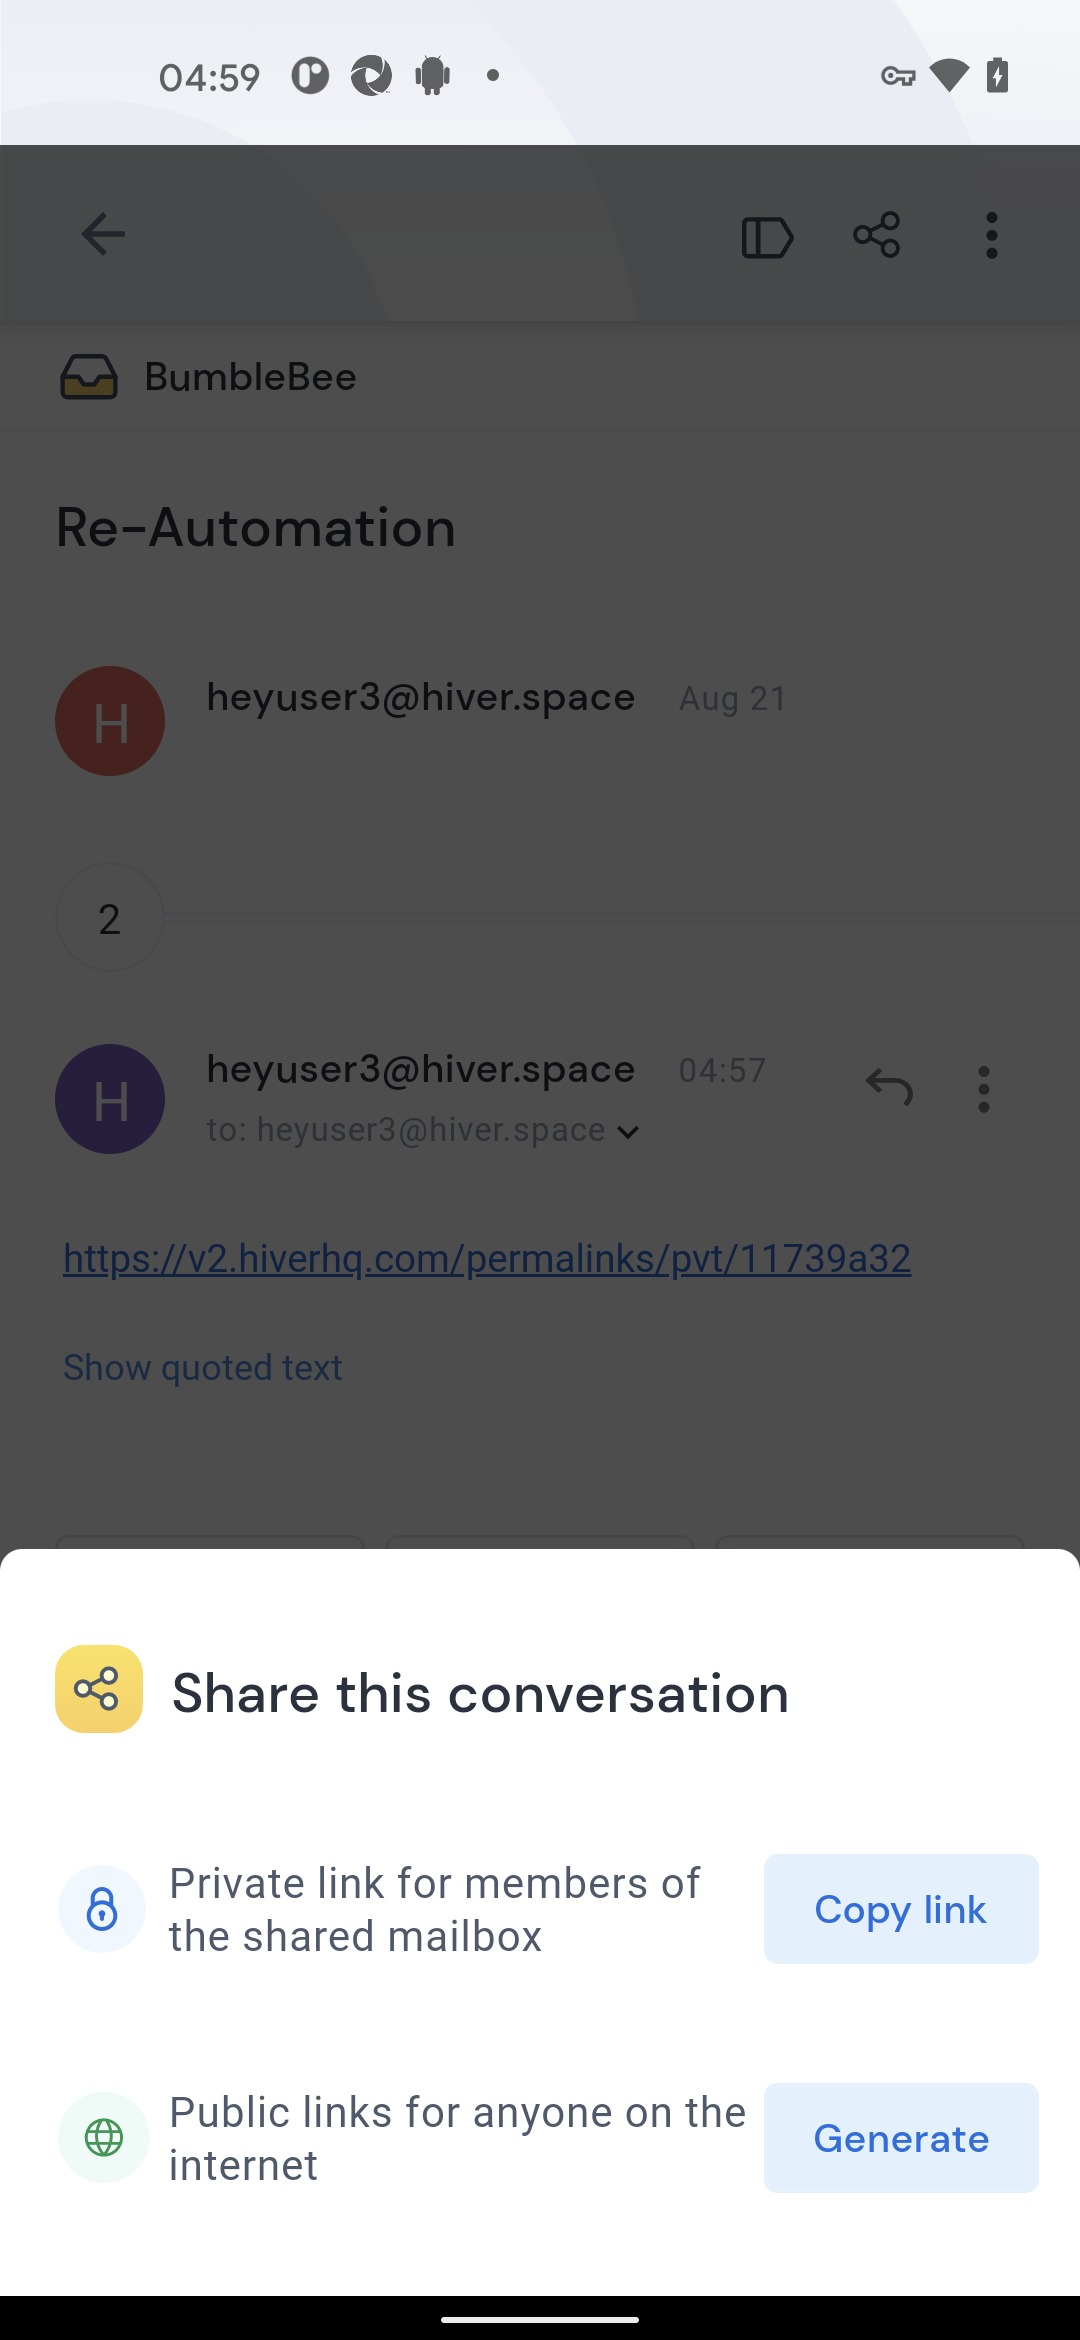 04:59
BumbleBee
Re-Automation
H
heyuser3@hiver.space Aug 21
2
H
heyuser3@hiver.space 04:57
to: heyuser3@hiver.space
https://v2.hiverhq.com/permalinks/pvt/11739a32
Show quoted text
Share this conversation
Private link for members of
the shared mailbox
Copy link
Public links for anyone on the
internet
Generate